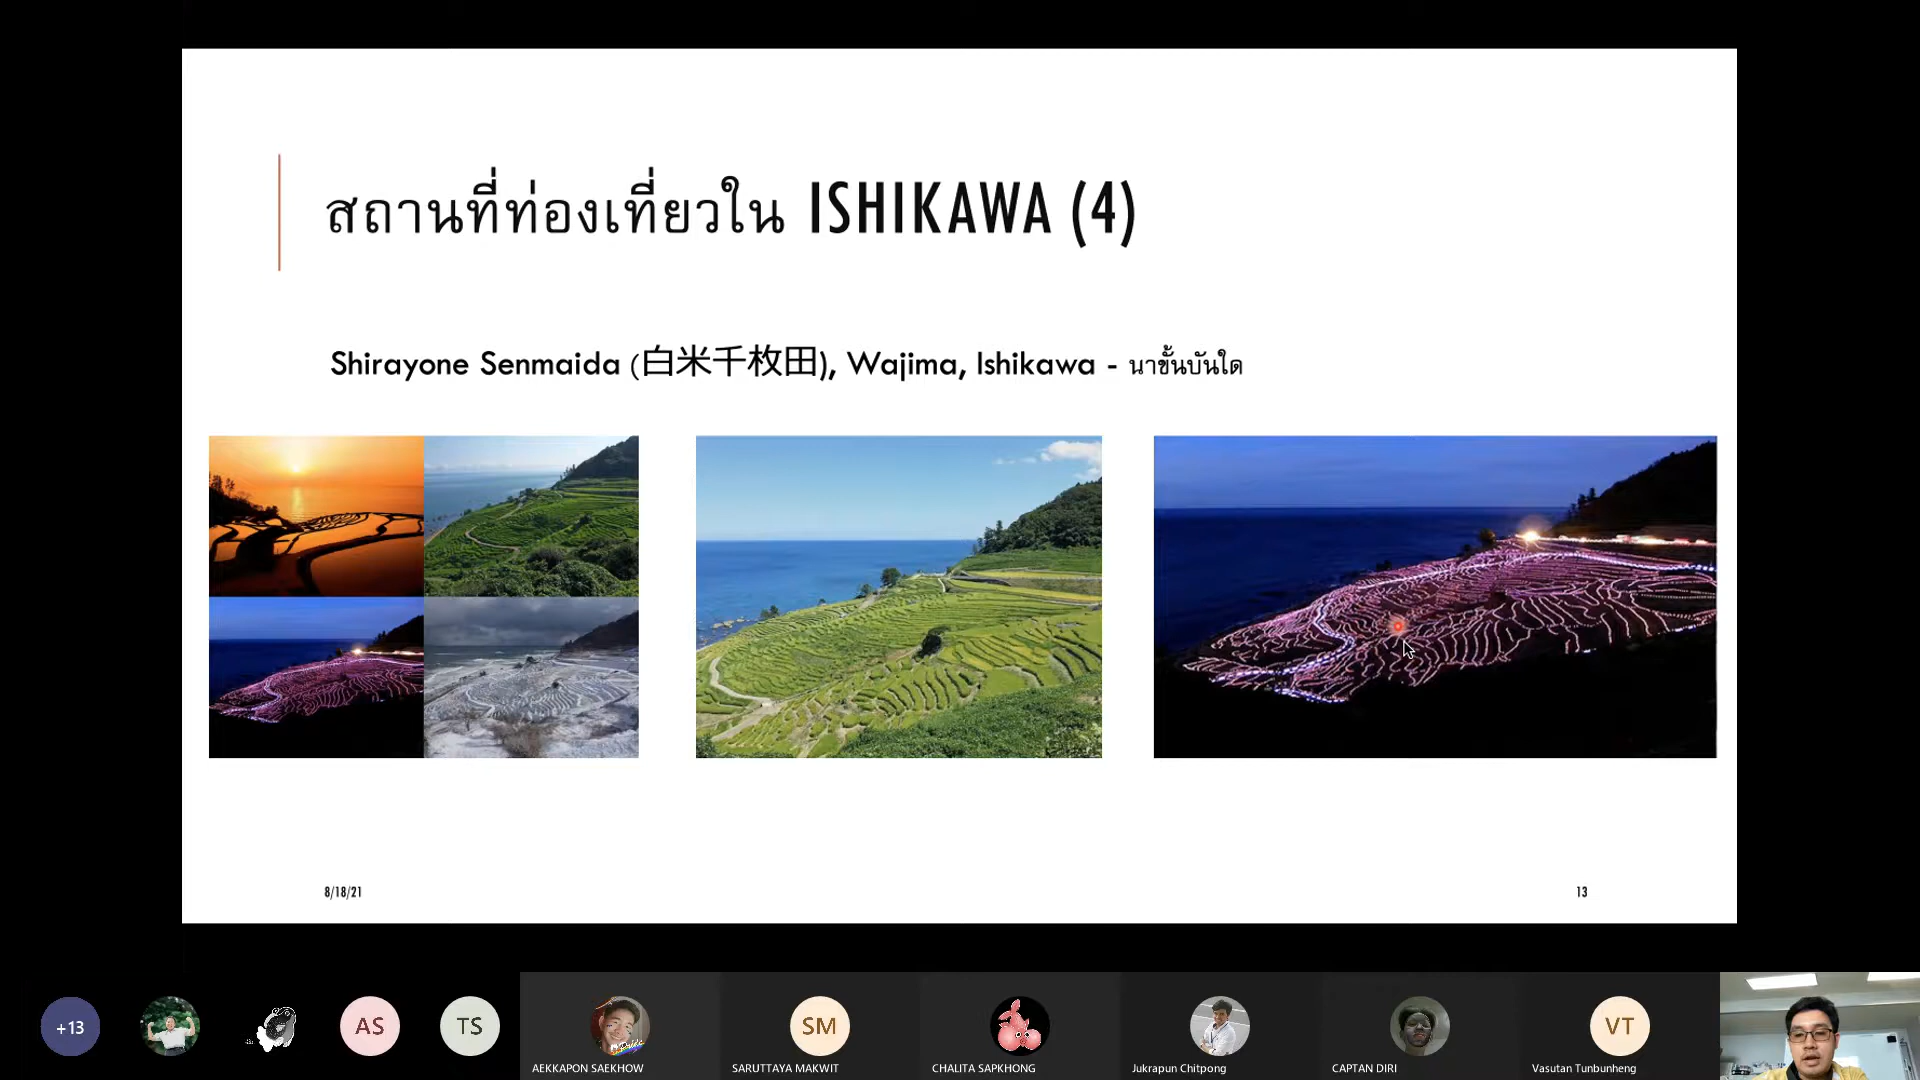 สถานที่ท่องเที่ยวใน ISHIKAWA (4)
Shirayone Senmaida (白米千枚田), Wajima, Ishikawa - นาขั้นบันใด
8/18/21
13
+13
AS
TS
Pride
AEKKAPON SAEKHOW
SM
SARUTTAYA MAKWIT
CHALITA SAPKHONG
Jukrapun Chitpong
CAPTAN DIRI
VT
Vasutan Tunbunheng